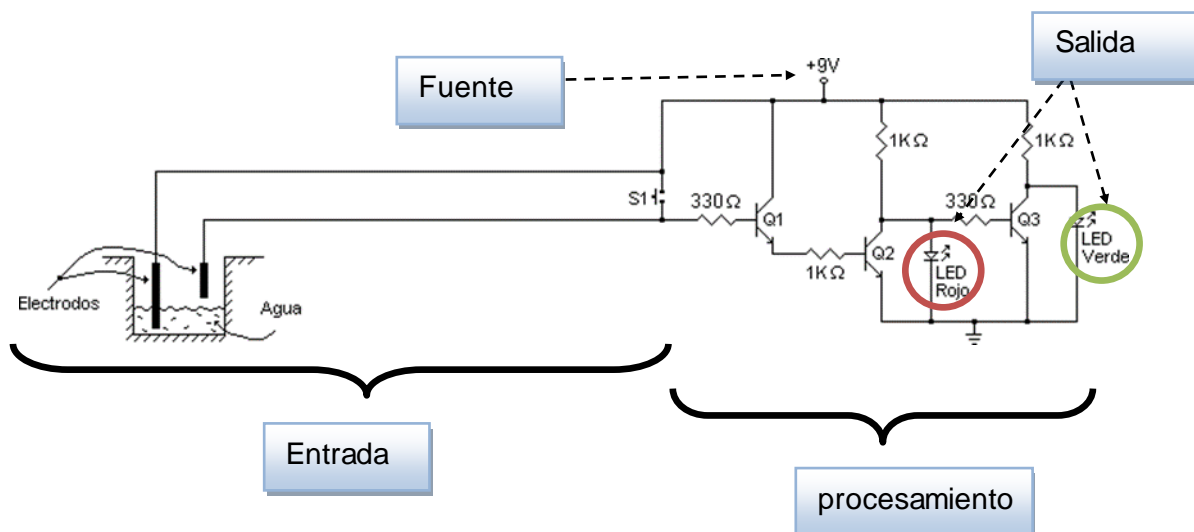 Salida
Fuente
+9V
1KΩ
1KΩ
S1
330Ω
330Ω
Q1
Q3
Q2
1KΩ
LED
Rojo
LED
Verde
Electrodos
Agua
Entrada
procesamiento